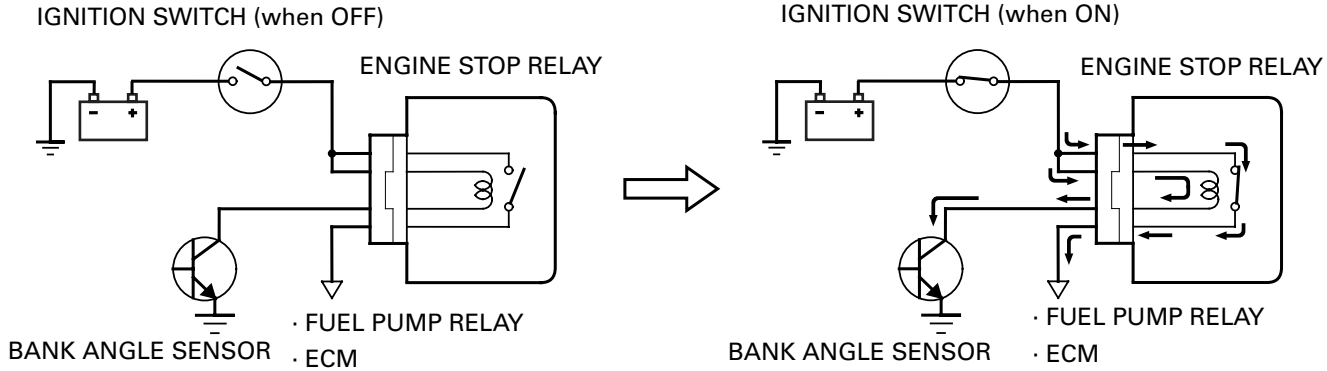 IGNITION SWITCH (when OFF)
ENGINE STOP RELAY
- +
BANK ANGLE SENSOR
· FUEL PUMP RELAY
· ECM
IGNITION SWITCH (when ON)
ENGINE STOP RELAY
- +
BANK ANGLE SENSOR
· FUEL PUMP RELAY
· ECM